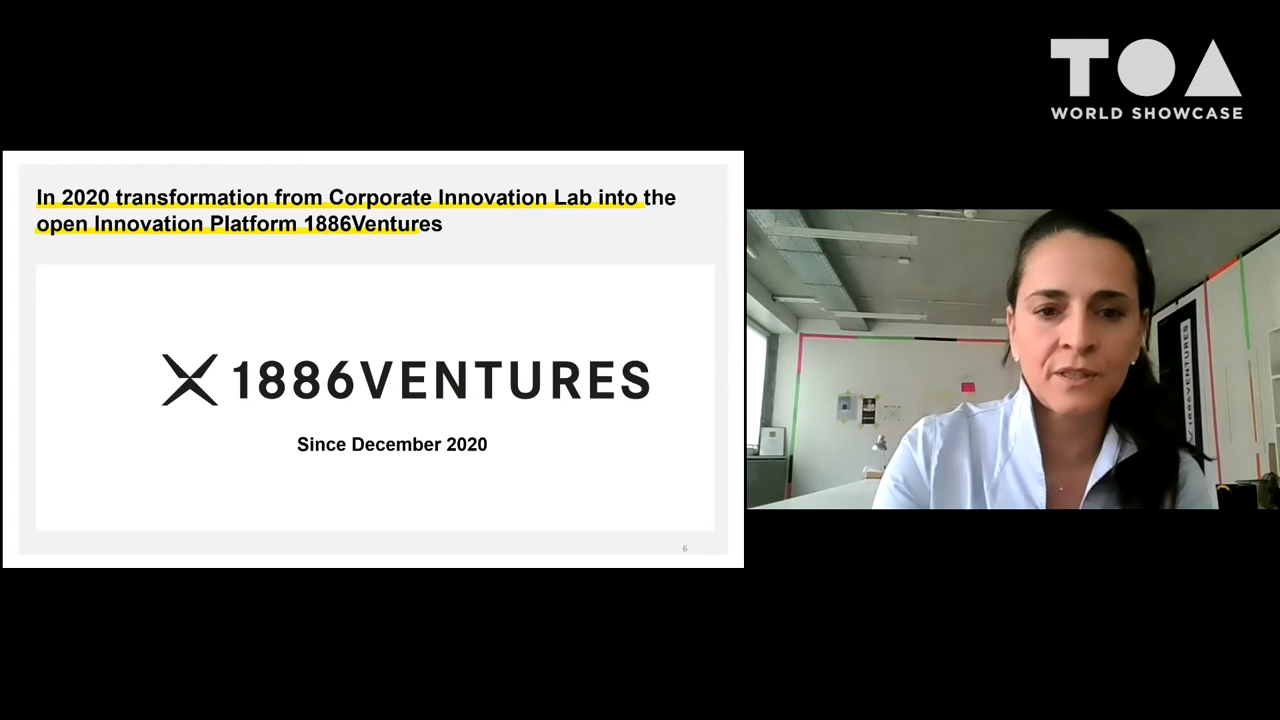 TOA
WORLD SHOWCASE
In 2020 transformation from Corporate Innovation Lab into the
open Innovation Platform 1886Ventures
1886VENTURES
Since December 2020
6
1886VENTURES